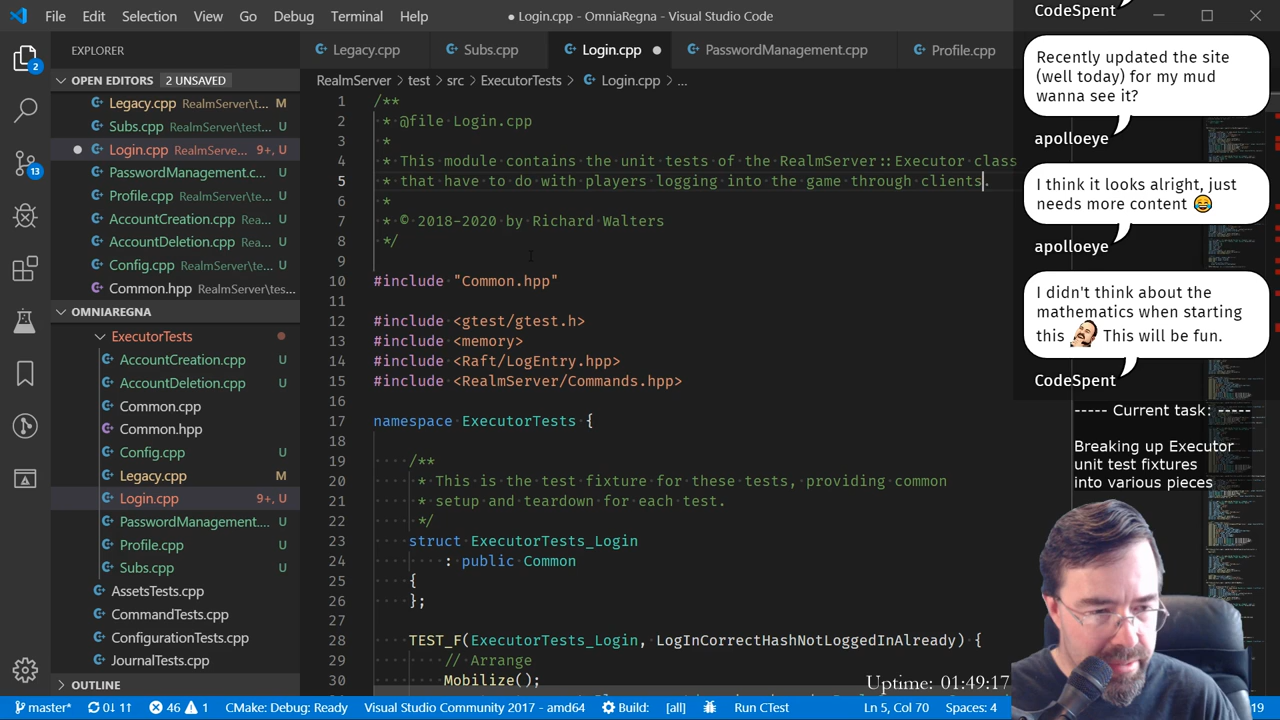 File Edit Selection View Go Debug Terminal Help
● Login.cpp - OmniaRegna - Visual Studio Code
CodeSpent
Recently updated the site
(well today) for my mud
wanna see it?
apolloeye
I think it looks alright, just
needs more content 😂
apolloeye
I didn't think about the
mathematics when starting
this This will be fun.
CodeSpent
----- Current task: -----
Breaking up Executor
unit test fixtures
into various pieces
2
13
EXPLORER
OPEN EDITORS 2 UNSAVED
Legacy.cpp RealmServer\t... M
Subs.cpp RealmServer\test... U
● Login.cpp RealmServe... 9+, U
PasswordManagement.c... U
Profile.cpp RealmServer\te... U
AccountCreation.cpp Re... U
AccountDeletion.cpp Re... U
Config.cpp RealmServer\te... U
Common.hpp RealmServer\tes...
OMNIAREGNA
ExecutorTests
AccountCreation.cpp U
AccountDeletion.cpp U
Common.cpp
Common.hpp
Config.cpp U
Legacy.cpp M
Login.cpp 9+, U
PasswordManagement.... U
Profile.cpp U
Subs.cpp U
AssetsTests.cpp
CommandTests.cpp
ConfigurationTests.cpp
JournalTests.cpp
OUTLINE
Legacy.cpp Subs.cpp Login.cpp ● PasswordManagement.cpp Profile.cpp
RealmServer › test › src › ExecutorTests › Login.cpp › ...
1 /**
2 * @file Login.cpp
3 *
4 * This module contains the unit tests of the RealmServer::Executor class
5 * that have to do with players logging into the game through clients.
6 *
7 * © 2018-2020 by Richard Walters
8 */
9
10 #include "Common.hpp"
11
12 #include <gtest/gtest.h>
13 #include <memory>
14 #include <Raft/LogEntry.hpp>
15 #include <RealmServer/Commands.hpp>
16
17 namespace ExecutorTests {
18
19 /**
20 * This is the test fixture for these tests, providing common
21 * setup and teardown for each test.
22 */
23 struct ExecutorTests_Login
24 : public Common
25 {
26 };
27
28 TEST_F(ExecutorTests_Login, LogInCorrectHashNotLoggedInAlready) {
29 // Arrange
30 Mobilize();
Uptime: 01:49:17
master* 0↓ 1↑ 46 1 CMake: Debug: Ready Visual Studio Community 2017 - amd64 Build: [all] Run CTest Ln 5, Col 70 Spaces: 4 19